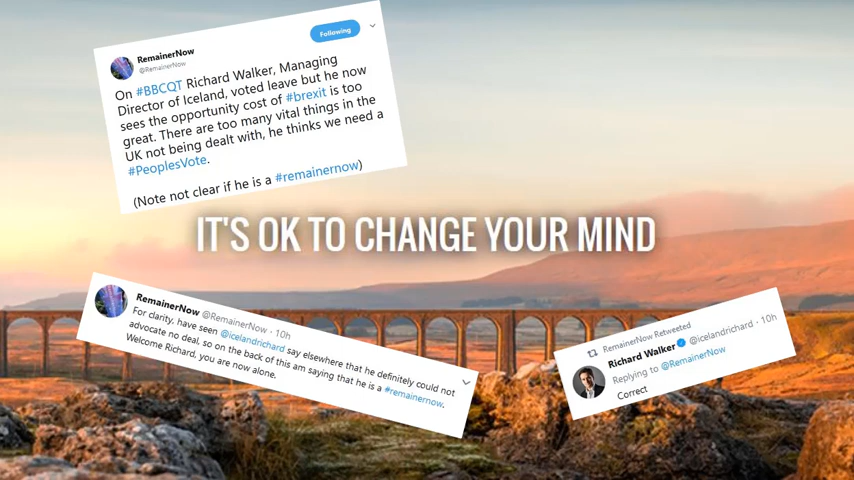 RemainerNow
@RemainerNow
Following
On #BBCQT Richard Walker, Managing
Director of Iceland, voted leave but he now
sees the opportunity cost of #brexit is too
great. There are too many vital things in the
UK not being dealt with, he thinks we need a
#PeoplesVote.
(Note not clear if he is a #remainernow)
IT'S OK TO CHANGE YOUR MIND
RemainerNow @RemainerNow · 10h
For clarity, have seen @icelandrichard say elsewhere that he definitely could not
advocate no deal, so on the back of this am saying that he is a #remainernow.
Welcome Richard, you are now alone.
RemainerNow Retweeted
Richard Walker @icelandrichard · 10h
Replying to @RemainerNow
Correct